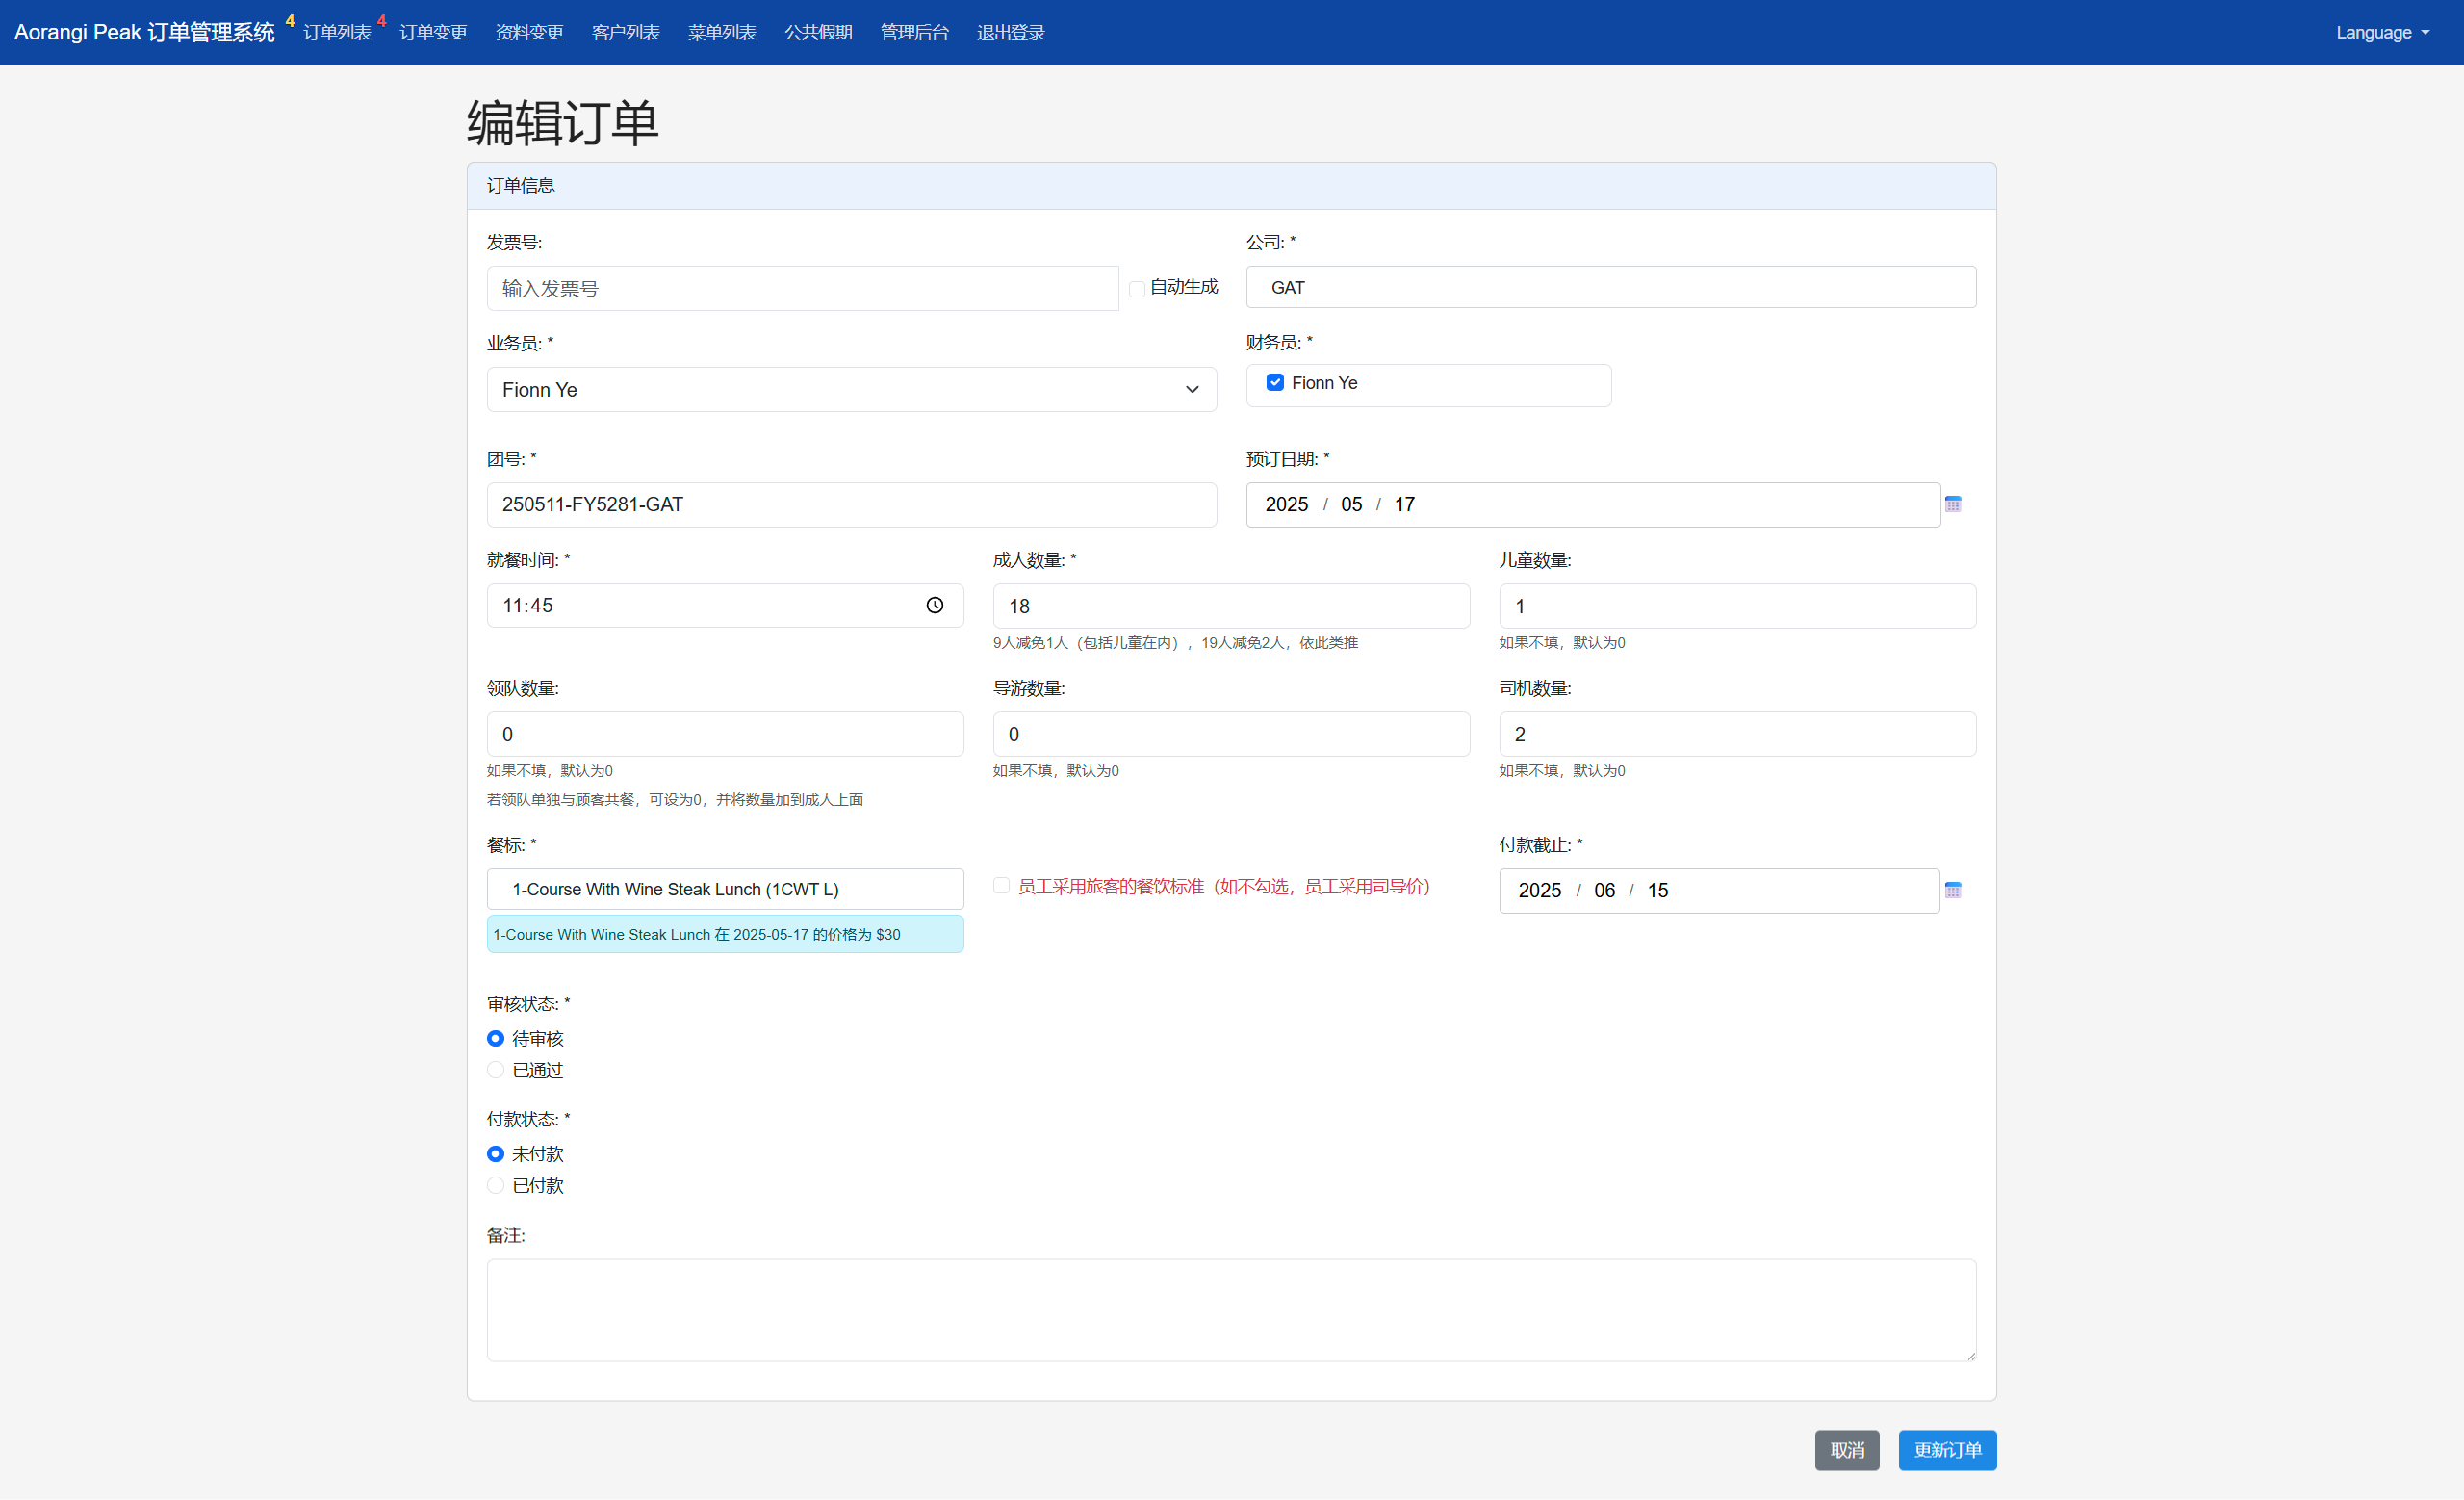 Aorangi Peak 订单管理系统 4 订单列表 4 订单变更 资料变更 客户列表 菜单列表 公共假期 管理后台 退出登录 Language
编辑订单
订单信息
发票号: 公司: *
输入发票号 自动生成 GAT
业务员: * 财务员: *
Fionn Ye Fionn Ye
团号: * 预订日期: *
250511-FY5281-GAT 2025 / 05 / 17
就餐时间: * 成人数量: * 儿童数量:
11:45 18 1
9人减免1人（包括儿童在内），19人减免2人，依此类推 如果不填，默认为0
领队数量: 导游数量: 司机数量:
0 0 2
如果不填，默认为0 如果不填，默认为0 如果不填，默认为0
若领队单独与顾客共餐，可设为0，并将数量加到成人上面
餐标: * 付款截止: *
1-Course With Wine Steak Lunch (1CWT L) 员工采用旅客的餐饮标准（如不勾选，员工采用司导价） 2025 / 06 / 15
1-Course With Wine Steak Lunch 在 2025-05-17 的价格为 $30
审核状态: *
待审核
已通过
付款状态: *
未付款
已付款
备注:
取消 更新订单